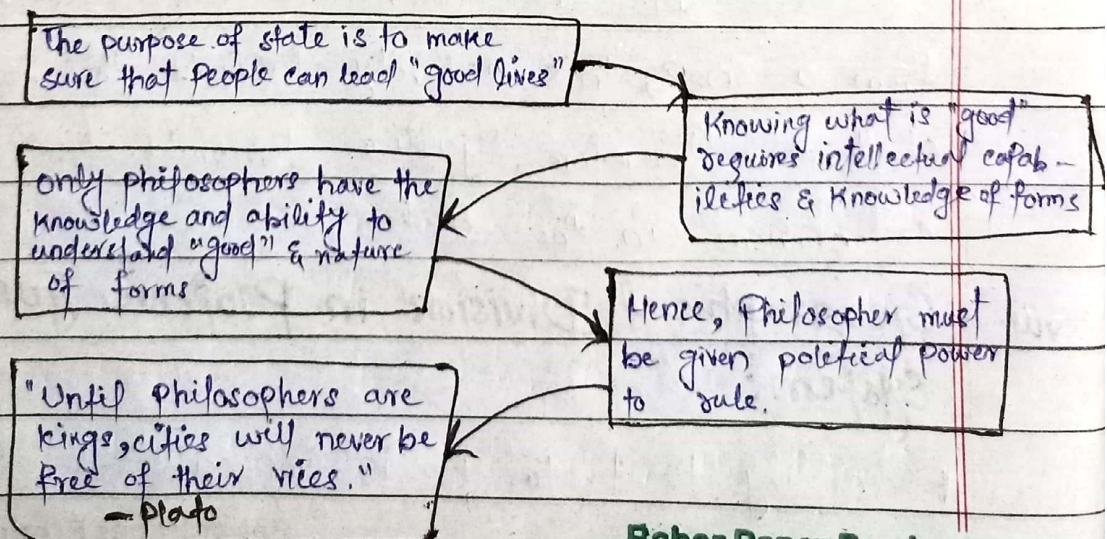 The purpose of state is to make
sure that People can lead "good lives"
Knowing what is "good"
requires intellectual capab-
ilities & Knowledge of forms
only philosophers have the
knowledge and ability to
understand "good" & nature
of forms
Hence, Philosopher must
be given political power
to rule.
"Until Philosophers are
kings, cities will never be
free of their vices."
- Plato